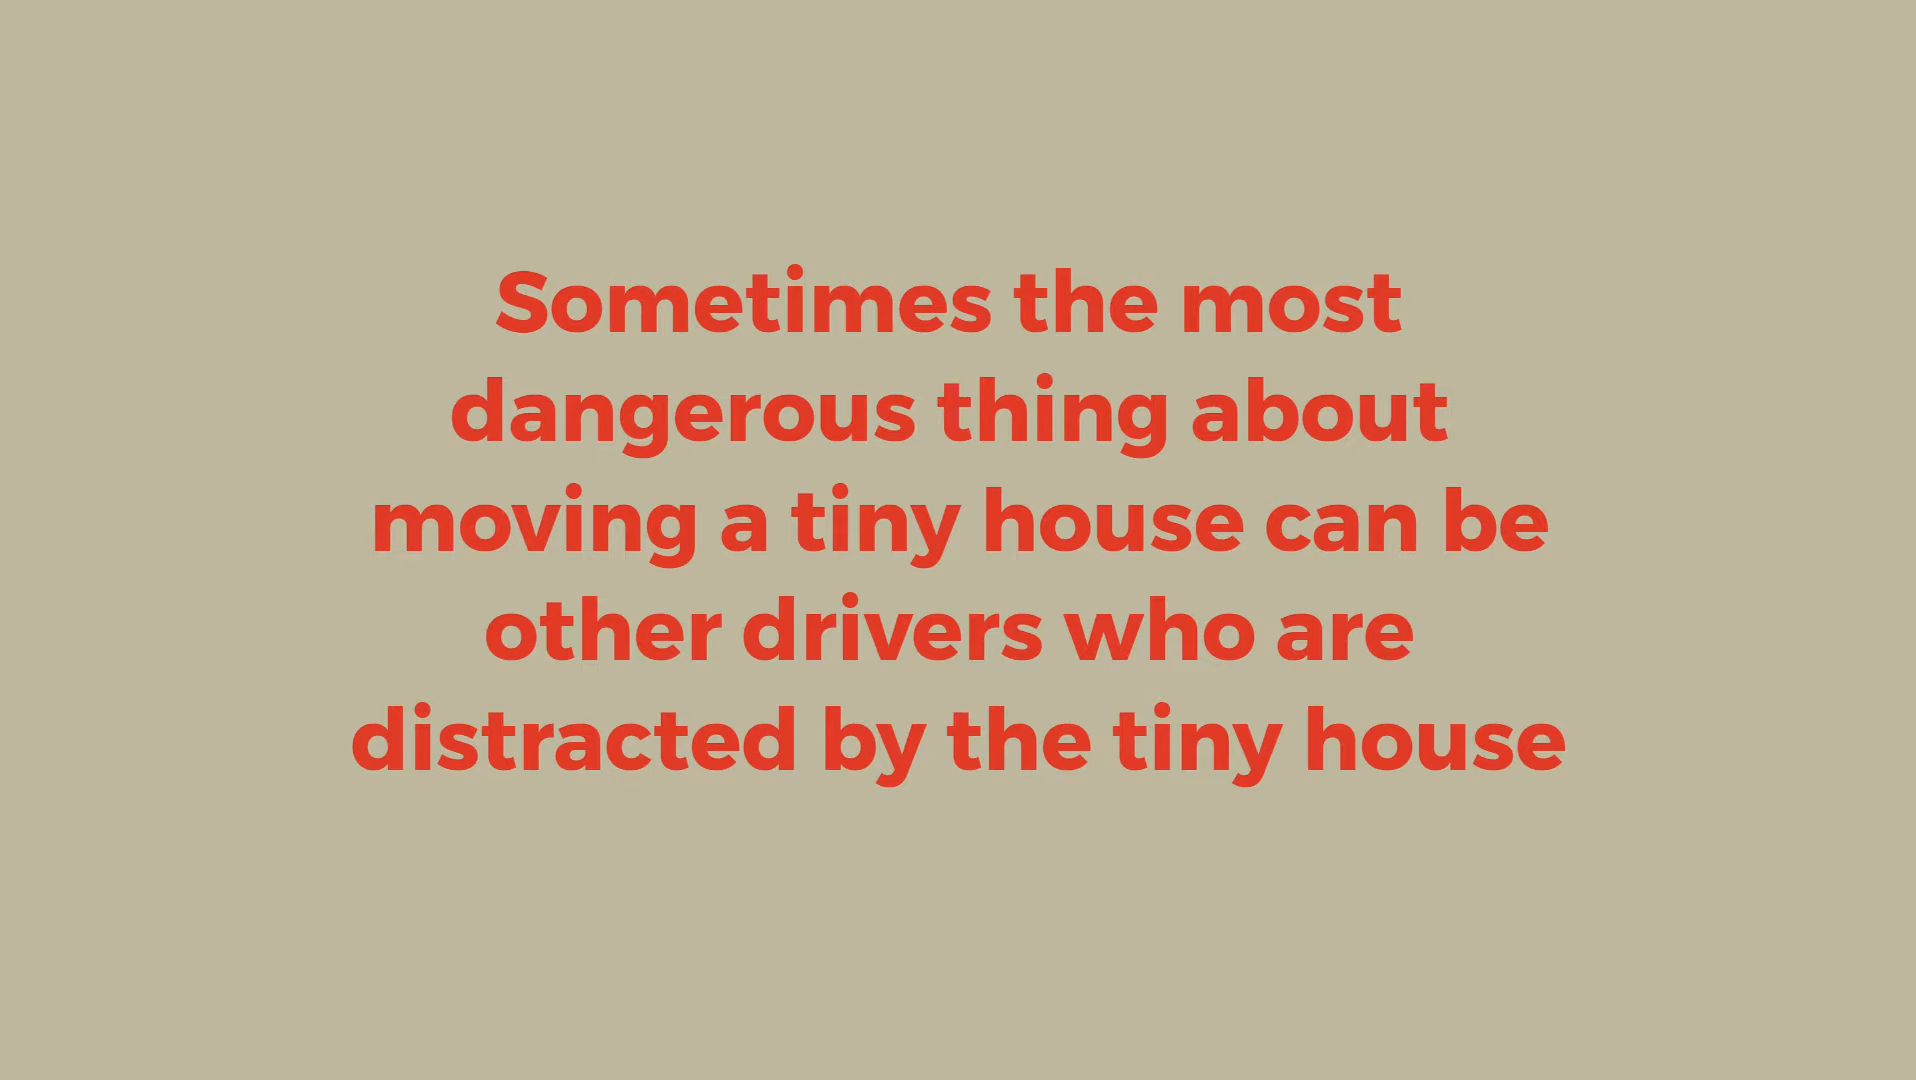 Sometimes the most
dangerous thing about
moving a tiny house can be
other drivers who are
distracted by the tiny house